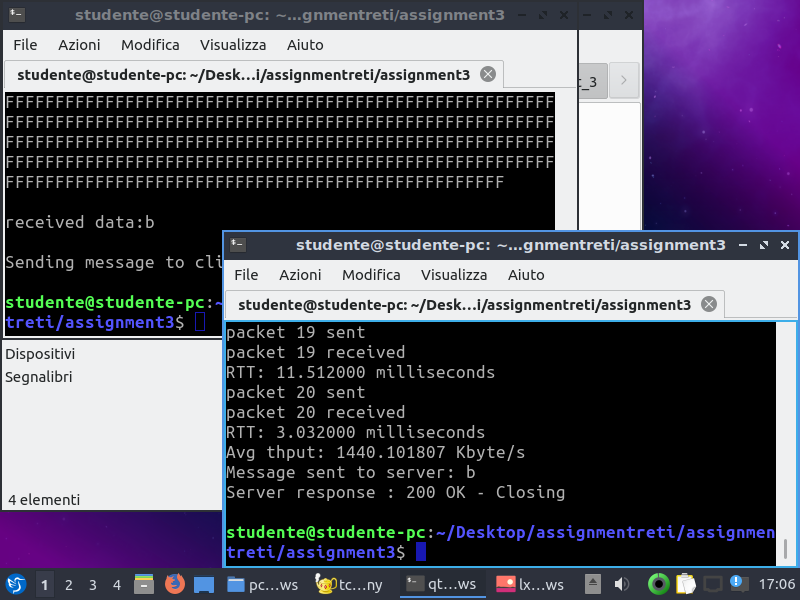 studente@studente-pc: ~...gnmentreti/assignment3
File Azioni Modifica Visualizza Aiuto
studente@studente-pc: ~/Desk...i/assignmentreti/assignment3
t_3
FFFFFFFFFFFFFFFFFFFFFFFFFFFFFFFFFFFFFFFFFFFFFFFFFFFFFFF
FFFFFFFFFFFFFFFFFFFFFFFFFFFFFFFFFFFFFFFFFFFFFFFFFFFFFFF
FFFFFFFFFFFFFFFFFFFFFFFFFFFFFFFFFFFFFFFFFFFFFFFFFFFFFFF
FFFFFFFFFFFFFFFFFFFFFFFFFFFFFFFFFFFFFFFFFFFFFFFFFFFFFFF
FFFFFFFFFFFFFFFFFFFFFFFFFFFFFFFFFFFFFFFFFFFFFFFFFF
received data:b
Sending message to cli
studente@studente-pc:~
treti/assignment3$
Dispositivi
Segnalibri
4 elementi
studente@studente-pc: ~...gnmentreti/assignment3
File Azioni Modifica Visualizza Aiuto
studente@studente-pc: ~/Desk...i/assignmentreti/assignment3
packet 19 sent
packet 19 received
RTT: 11.512000 milliseconds
packet 20 sent
packet 20 received
RTT: 3.032000 milliseconds
Avg thput: 1440.101807 Kbyte/s
Message sent to server: b
Server response : 200 OK - Closing
studente@studente-pc:~/Desktop/assignmentreti/assignmen
treti/assignment3$
1 2 3 4 pc...ws tc...ny qt...ws lx...ws 17:06